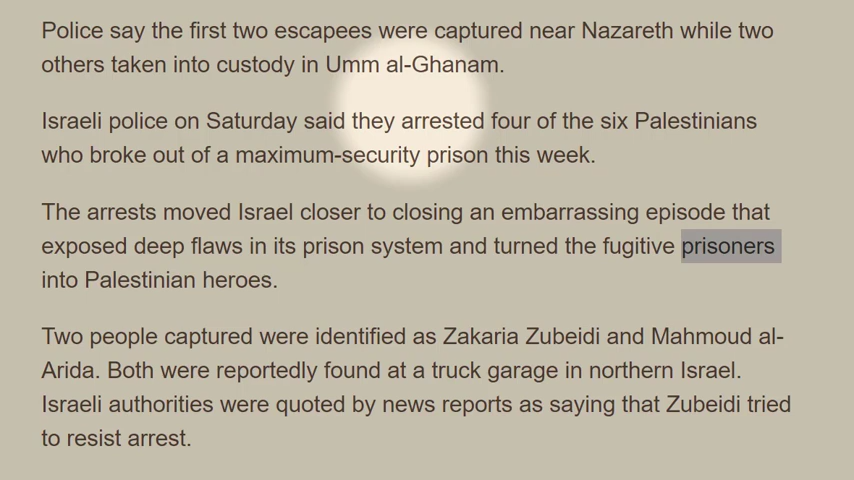 Police say the first two escapees were captured near Nazareth while two
others taken into custody in Umm al-Ghanam.
Israeli police on Saturday said they arrested four of the six Palestinians
who broke out of a maximum-security prison this week.
The arrests moved Israel closer to closing an embarrassing episode that
exposed deep flaws in its prison system and turned the fugitive prisoners
into Palestinian heroes.
Two people captured were identified as Zakaria Zubeidi and Mahmoud al-
Arida. Both were reportedly found at a truck garage in northern Israel.
Israeli authorities were quoted by news reports as saying that Zubeidi tried
to resist arrest.